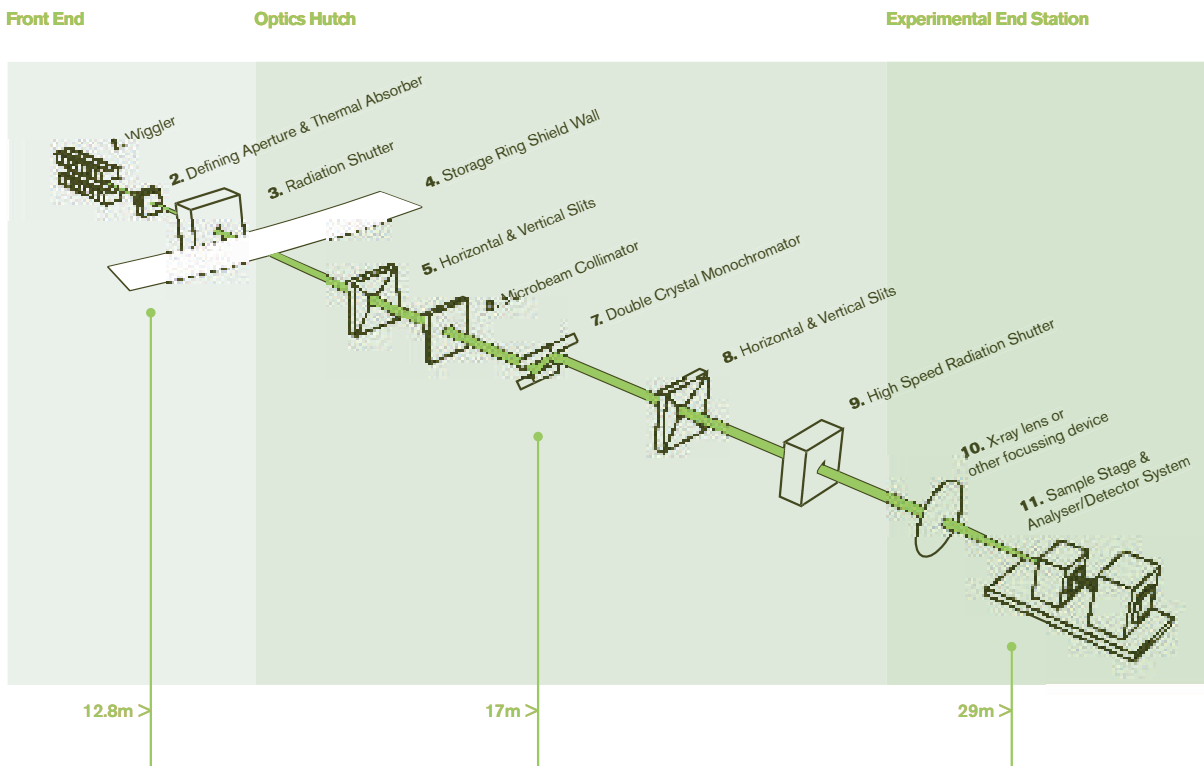 Front End
Optics Hutch
Experimental End Station
1. Wiggler
2. Defining Aperture & Thermal Absorber
3. Radiation Shutter
4. Storage Ring Shield Wall
5. Horizontal & Vertical Slits
Microbeam Collimator
7. Double Crystal Monochromator
8. Horizontal & Vertical Slits
9. High Speed Radiation Shutter
10. X-ray lens or
other focussing device
11. Sample Stage &
Analyser/Detector System
12.8m >
17m >
29m >